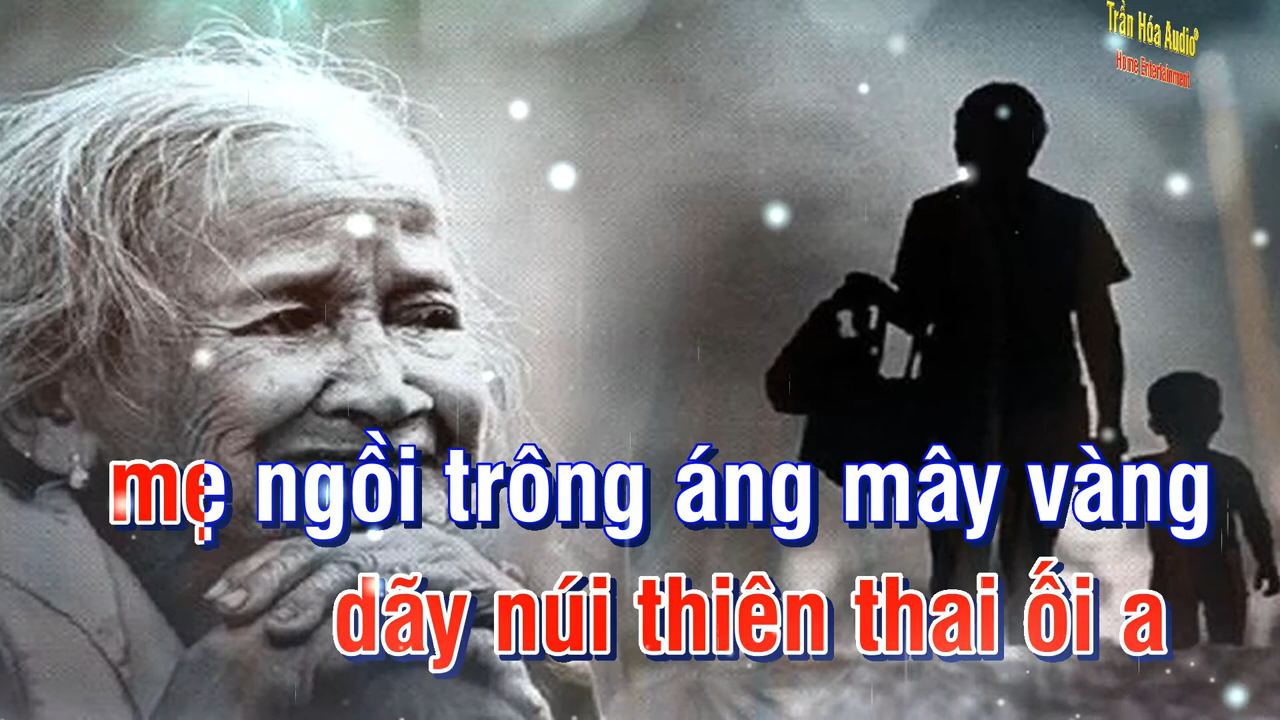 Trần Hóa Audio®
Home Entertainment
mẹ ngồi trông áng mây vàng
dãy núi thiên thai ối a